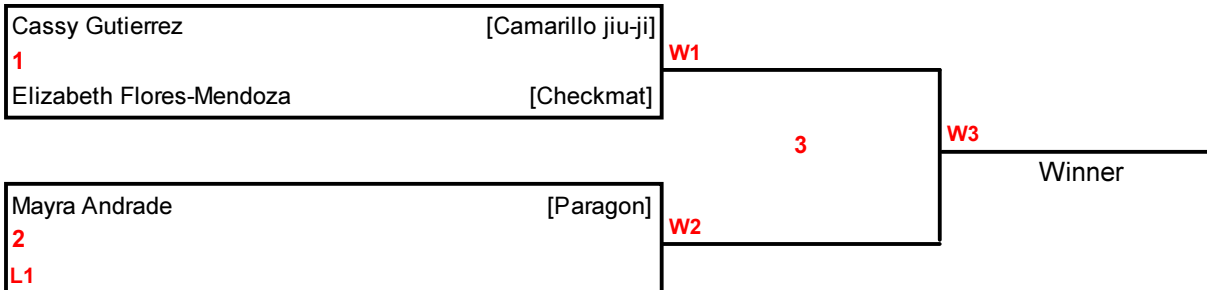 Cassy Gutierrez [Camarillo jiu-ji]
1
W1
Elizabeth Flores-Mendoza [Checkmat]
3
W3
Winner
Mayra Andrade [Paragon]
2
W2
L1